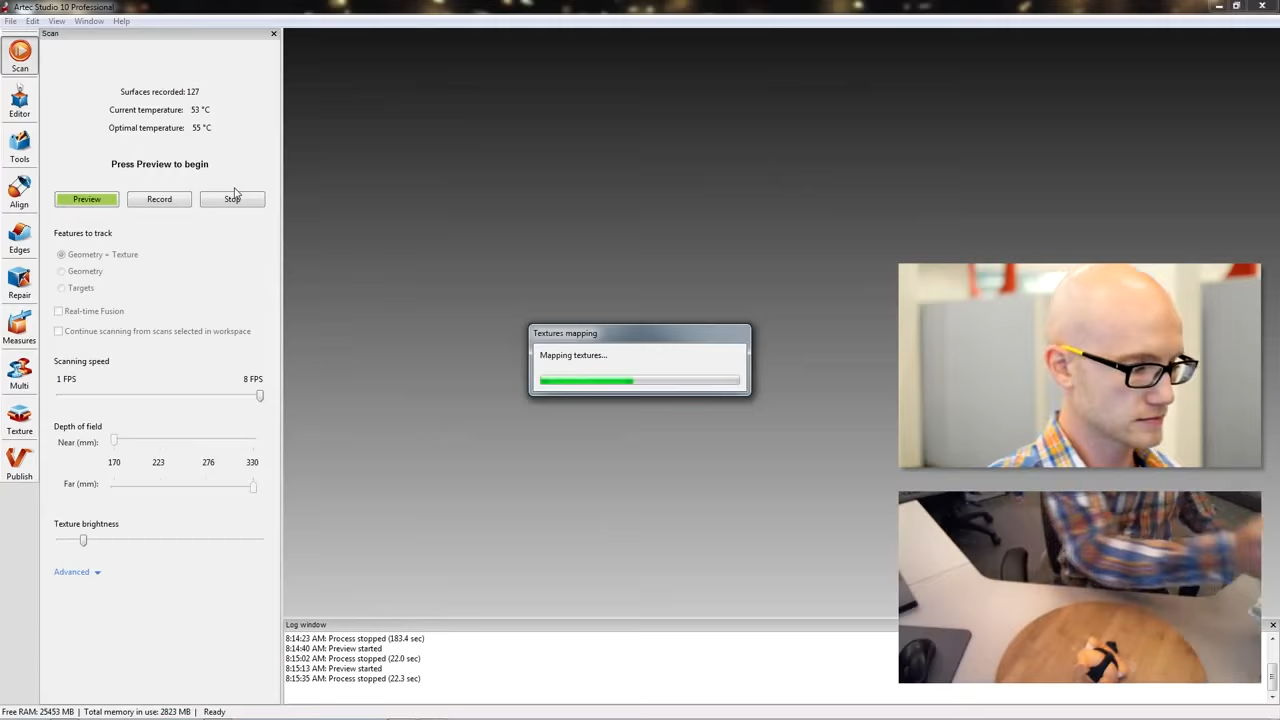 Artec Studio 10 Professional
File Edit View Window Help
Scan
Scan
Editor
Tools
Align
Edges
Repair
Measures
Multi
Texture
Publish
Surfaces recorded: 127
Current temperature: 53 °C
Optimal temperature: 55 °C
Press Preview to begin
Preview Record Stop
Features to track
Geometry + Texture
Geometry
Targets
Real-time Fusion
Continue scanning from scans selected in workspace
Scanning speed
1 FPS 8 FPS
Depth of field
Near (mm):
170 223 276 330
Far (mm):
Texture brightness
Advanced
Textures mapping
Mapping textures...
Log window
8:14:23 AM: Process stopped (183.4 sec)
8:14:40 AM: Preview started
8:15:02 AM: Process stopped (22.0 sec)
8:15:13 AM: Preview started
8:15:35 AM: Process stopped (22.3 sec)
Free RAM: 25453 MB | Total memory in use: 2823 MB | Ready